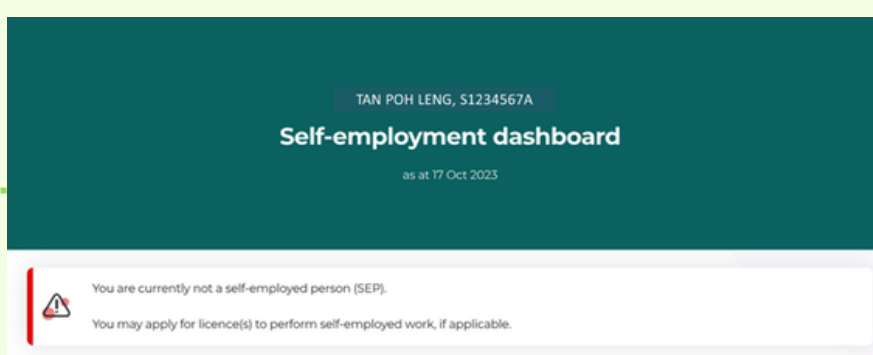 TAN POH LENG, S1234567A
Self-employment dashboard
as at 17 Oct 2023
You are currently not a self-employed person (SEP).
You may apply for licence(s) to perform self-employed work, if applicable.